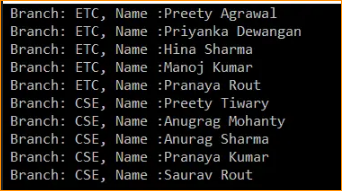 Branch: ETC, Name :Preety Agrawal
Branch: ETC, Name :Priyanka Dewangan
Branch: ETC, Name :Hina Sharma
Branch: ETC, Name :Manoj Kumar
Branch: ETC, Name :Pranaya Rout
Branch: CSE, Name :Preety Tiwary
Branch: CSE, Name :Anugrag Mohanty
Branch: CSE, Name :Anurag Sharma
Branch: CSE, Name :Pranaya Kumar
Branch: CSE, Name :Saurav Rout